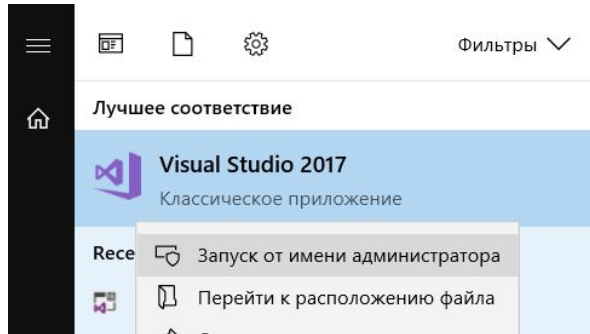 Фильтры
Лучшее соответствие
Visual Studio 2017
Классическое приложение
Rece
Запуск от имени администратора
Перейти к расположению файла